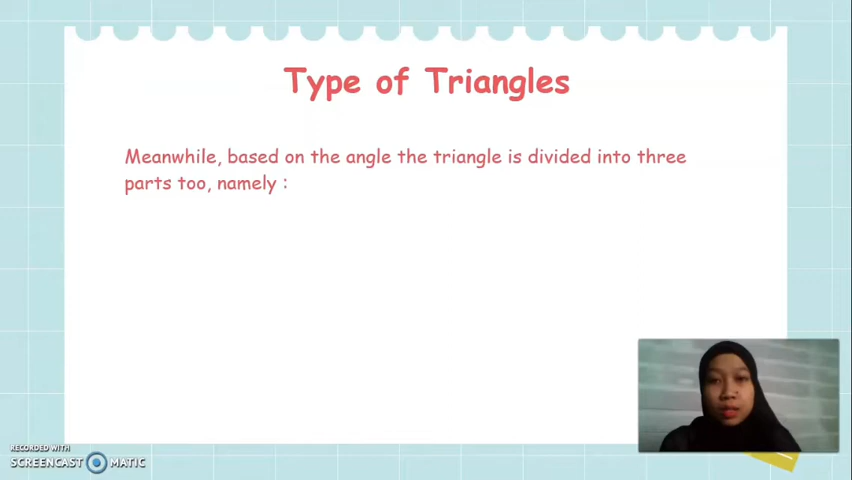 Type of Triangles
Meanwhile, based on the angle the triangle is divided into three
parts too, namely :
RECORDED WITH
SCREENCAST MATIC